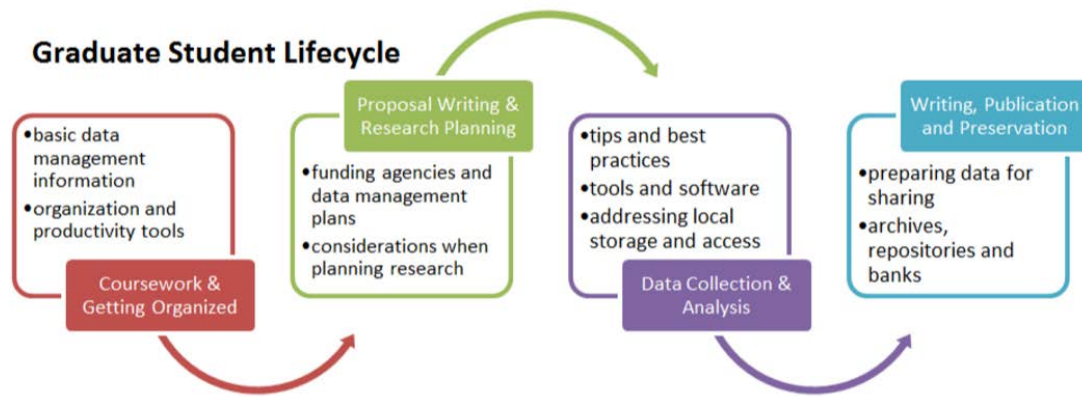 Graduate Student Lifecycle
•basic data
management
information
•organization and
productivity tools
Coursework &
Getting Organized
Proposal Writing &
Research Planning
•funding agencies and
data management
plans
•considerations when
planning research
•tips and best
practices
•tools and software
•addressing local
storage and access
Data Collection &
Analysis
Writing, Publication
and Preservation
•preparing data for
sharing
•archives,
repositories and
banks